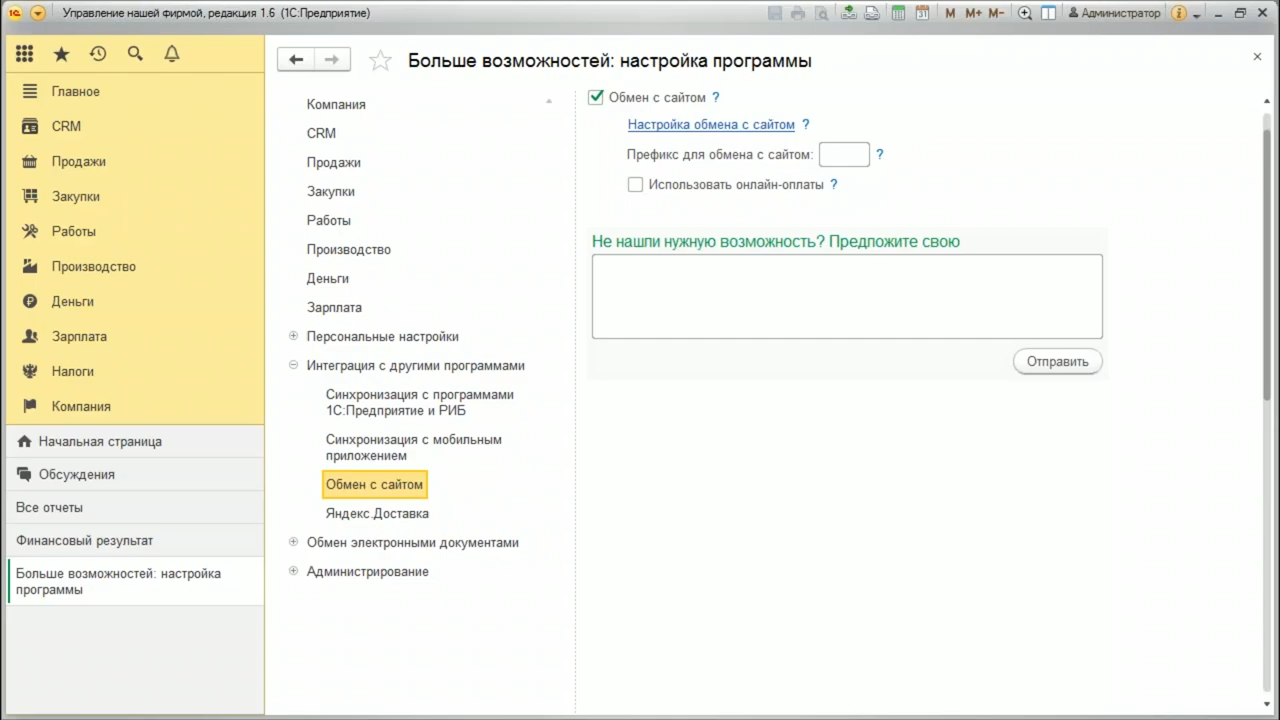 Управление нашей фирмой, редакция 1.6 (1С:Предприятие)
31
M M+ M-
Администратор
Больше возможностей: настройка программы
Главное
CRM
Продажи
Закупки
Работы
Производство
Деньги
Зарплата
Налоги
Компания
Начальная страница
Обсуждения
Все отчеты
Финансовый результат
Больше возможностей: настройка
программы
Компания
CRM
Продажи
Закупки
Работы
Производство
Деньги
Зарплата
Персональные настройки
Интеграция с другими программами
Синхронизация с программами
1С:Предприятие и РИБ
Синхронизация с мобильным
приложением
Обмен с сайтом
Яндекс.Доставка
Обмен электронными документами
Администрирование
Обмен с сайтом ?
Настройка обмена с сайтом ?
Префикс для обмена с сайтом: ?
Использовать онлайн-оплаты ?
Не нашли нужную возможность? Предложите свою
Отправить